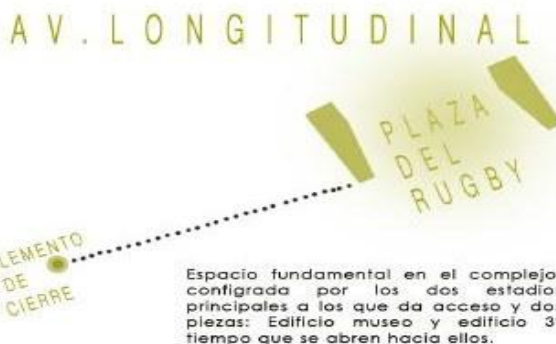 AV. LONGITUDINAL
PLAZA
DEL
RUGBY
LEMENTO
DE
CIERRE
Espacio fundamental en el complejo
configrada por los dos estadio
principales a los que da acceso y do
piezas: Edificio museo y edificio 3
tiempo que se abren hacia ellos.